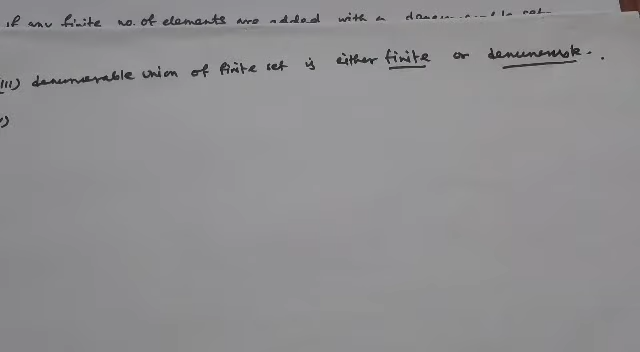 if any finite no. of elements are added with a
(iii) denumerable union of finite set is either finite or denumerable.